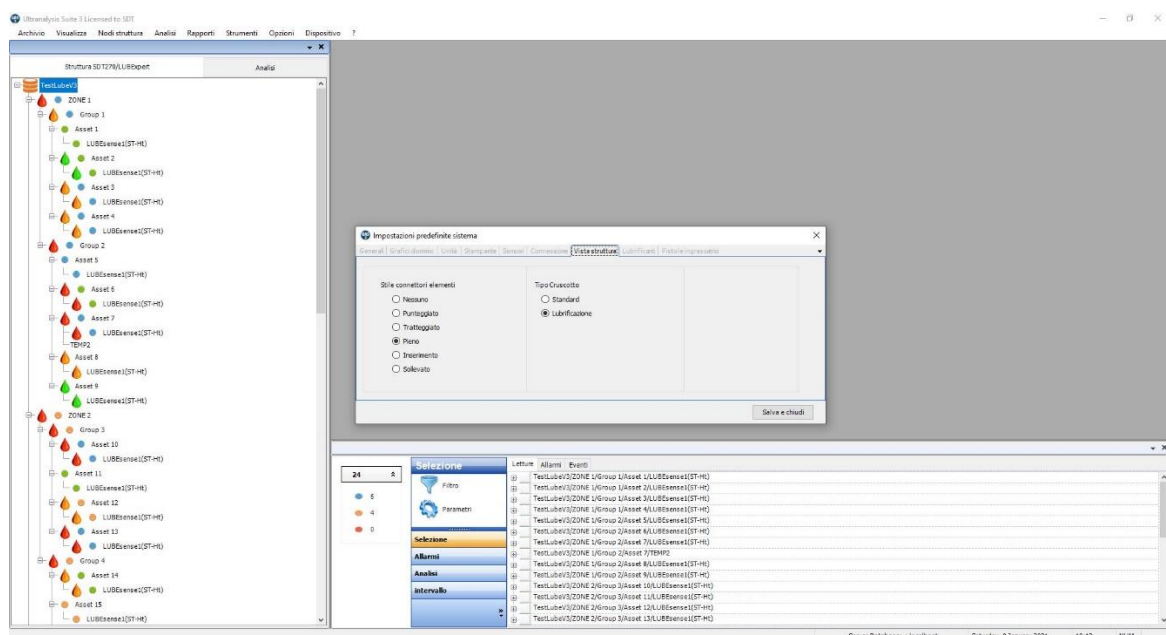 Ultranalysis Suite 3 Licensed to SDT
Archivio Visualizza Nodi struttura Analisi Rapporti Strumenti Opzioni Dispositivo ?
Struttura SDT270/LUBExpert Analisi
TestLubeV3
ZONE 1
Group 1
Asset 1
LUBEsense1(ST-Ht)
Asset 2
LUBEsense1(ST-Ht)
Asset 3
LUBEsense1(ST-Ht)
Asset 4
LUBEsense1(ST-Ht)
Group 2
Asset 5
LUBEsense1(ST-Ht)
Asset 6
LUBEsense1(ST-Ht)
Asset 7
LUBEsense1(ST-Ht)
TEMP2
Asset 8
LUBEsense1(ST-Ht)
Asset 9
LUBEsense1(ST-Ht)
ZONE 2
Group 3
Asset 10
LUBEsense1(ST-Ht)
Asset 11
LUBEsense1(ST-Ht)
Asset 12
LUBEsense1(ST-Ht)
Asset 13
LUBEsense1(ST-Ht)
Group 4
Asset 14
LUBEsense1(ST-Ht)
Asset 15
LUBEsense1(ST-Ht)
Impostazioni predefinite sistema
Generali Grafici dominio Unità Stampante Sensori Connessione Vista struttura Lubrificanti Pistole ingrassatrici
Stile connettori elementi
Nessuno
Punteggiato
Tratteggiato
Pieno
Inserimento
Sollevato
Tipo Cruscotto
Standard
Lubrificazione
Salva e chiudi
24
6
4
0
Selezione
Filtro
Parametri
Selezione
Allarmi
Analisi
intervallo
Letture Allarmi Eventi
TestLubeV3/ZONE 1/Group 1/Asset 1/LUBEsense1(ST-Ht)
TestLubeV3/ZONE 1/Group 1/Asset 2/LUBEsense1(ST-Ht)
TestLubeV3/ZONE 1/Group 1/Asset 3/LUBEsense1(ST-Ht)
TestLubeV3/ZONE 1/Group 1/Asset 4/LUBEsense1(ST-Ht)
TestLubeV3/ZONE 1/Group 2/Asset 6/LUBEsense1(ST-Ht)
TestLubeV3/ZONE 1/Group 2/Asset 7/LUBEsense1(ST-Ht)
TestLubeV3/ZONE 1/Group 2/Asset 7/TEMP2
TestLubeV3/ZONE 1/Group 2/Asset 8/LUBEsense1(ST-Ht)
TestLubeV3/ZONE 1/Group 2/Asset 9/LUBEsense1(ST-Ht)
TestLubeV3/ZONE 2/Group 3/Asset 10/LUBEsense1(ST-Ht)
TestLubeV3/ZONE 2/Group 3/Asset 11/LUBEsense1(ST-Ht)
TestLubeV3/ZONE 2/Group 3/Asset 12/LUBEsense1(ST-Ht)
TestLubeV3/ZONE 2/Group 3/Asset 13/LUBEsense1(ST-Ht)